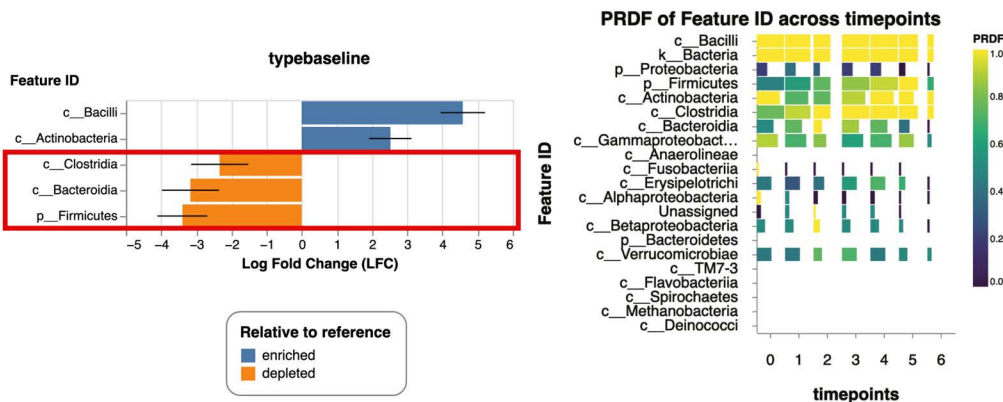 typebaseline
Feature ID
c__Bacilli
c__Actinobacteria
c__Clostridia
c__Bacteroidia
p__Firmicutes
−5 −4 −3 −2 −1 0 1 2 3 4 5 6
Log Fold Change (LFC)
Relative to reference
enriched
depleted
PRDF of Feature ID across timepoints
Feature ID
c__Bacilli
k__Bacteria
p__Proteobacteria
p__Firmicutes
c__Actinobacteria
c__Clostridia
c__Bacteroidia
c__Gammaproteobact…
c__Anaerolineae
c__Fusobacteriia
c__Erysipelotrichi
c__Alphaproteobacteria
Unassigned
c__Betaproteobacteria
p__Bacteroidetes
c__Verrucomicrobiae
c__TM7-3
c__Flavobacteriia
c__Spirochaetes
c__Methanobacteria
c__Deinococci
0 1 2 3 4 5 6
timepoints
PRDF
1.0
0.8
0.6
0.4
0.2
0.0